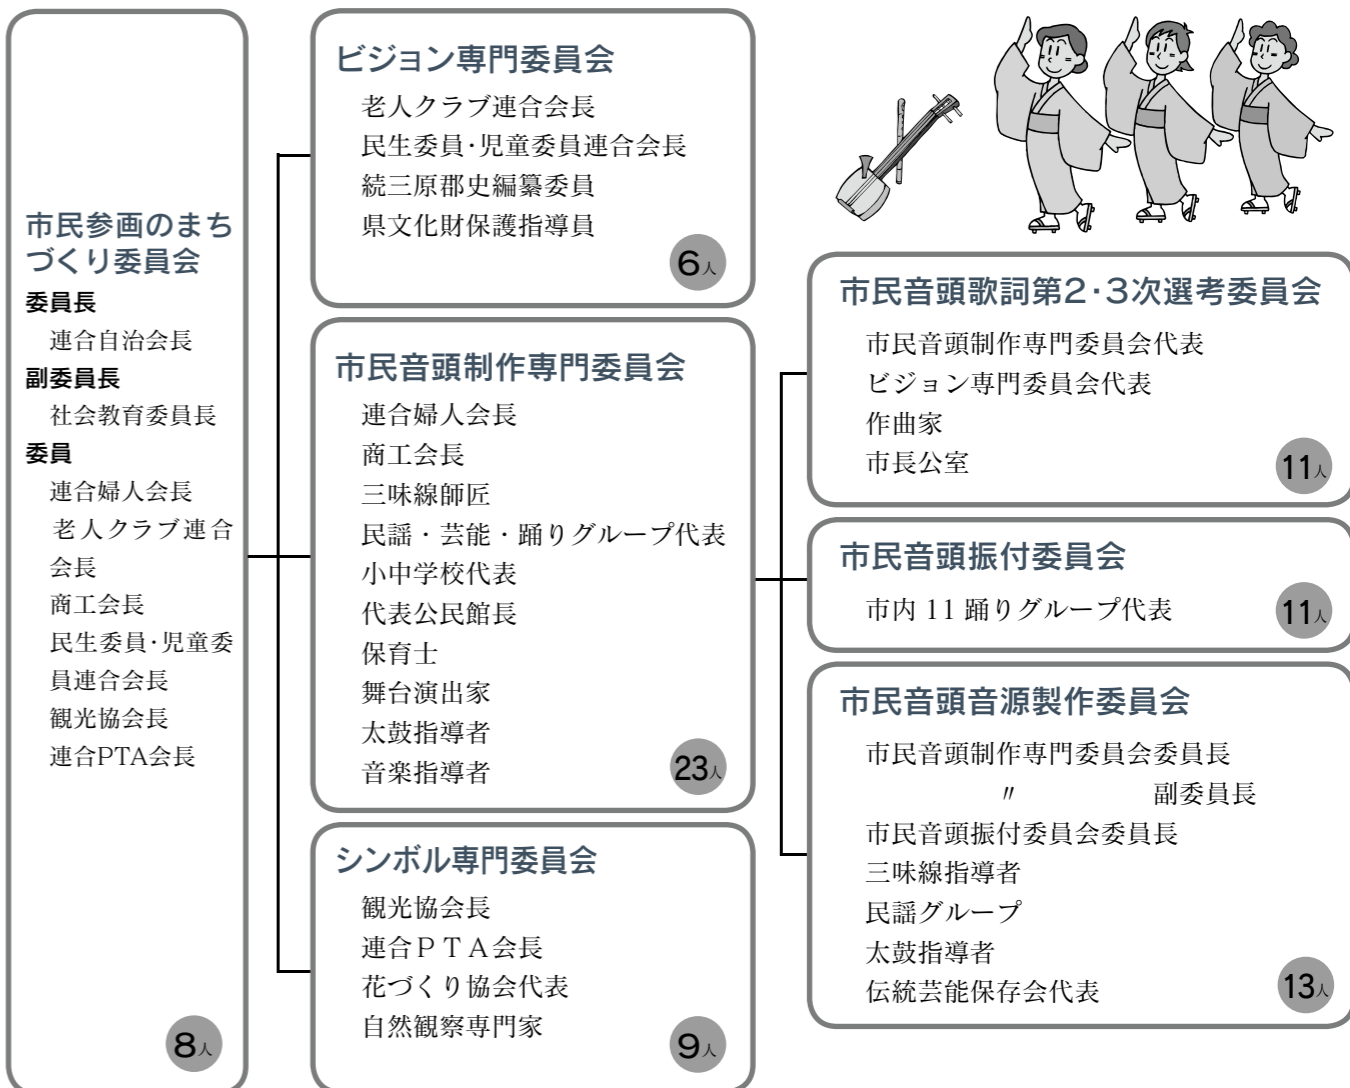 市民参画のまち
づくり委員会
委員長
連合自治会長
副委員長
社会教育委員長
委員
連合婦人会長
老人クラブ連合
会長
商工会長
民生委員・児童委
員連合会長
観光協会長
連合PTA会長
8人
ビジョン専門委員会
老人クラブ連合会長
民生委員・児童委員連合会長
続三原郡史編纂委員
県文化財保護指導員
6人
市民音頭制作専門委員会
連合婦人会長
商工会長
三味線師匠
民謡・芸能・踊りグループ代表
小中学校代表
代表公民館長
保育士
舞台演出家
太鼓指導者
音楽指導者
23人
シンボル専門委員会
観光協会長
連合ＰＴＡ会長
花づくり協会代表
自然観察専門家
9人
市民音頭歌詞第2・3次選考委員会
市民音頭制作専門委員会代表
ビジョン専門委員会代表
作曲家
市長公室
11人
市民音頭振付委員会
市内 11 踊りグループ代表
11人
市民音頭音源製作委員会
市民音頭制作専門委員会委員長
〃 副委員長
市民音頭振付委員会委員長
三味線指導者
民謡グループ
太鼓指導者
伝統芸能保存会代表
13人